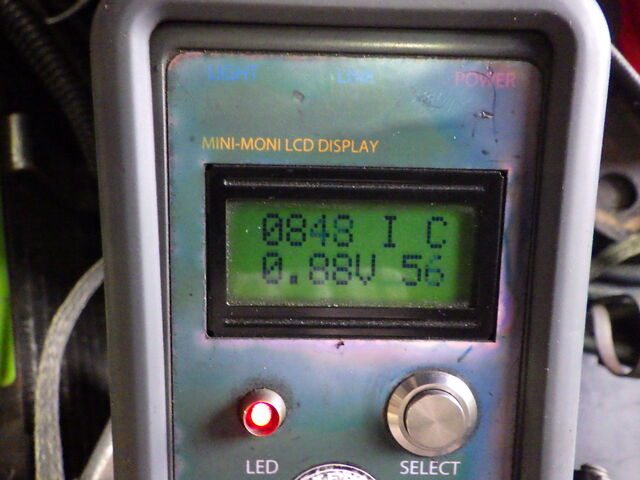 LIGHT LINK POWER
MINI-MONI LCD DISPLAY
0848 I C
0.88V 56
LED SELECT